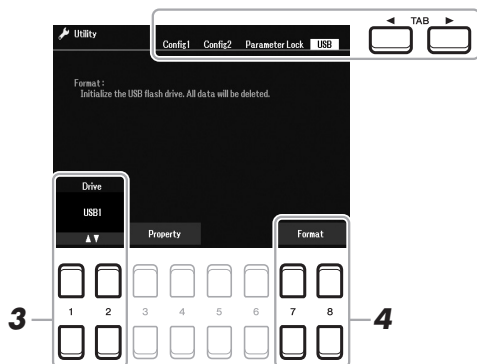 Utility
Config1 Config2 Parameter Lock USB
◄ TAB ►
Format:
Initialize the USB flash drive. All data will be deleted.
Drive
USB1
▲▼
Property
Format
1 2 3 4 5 6 7 8
3
4